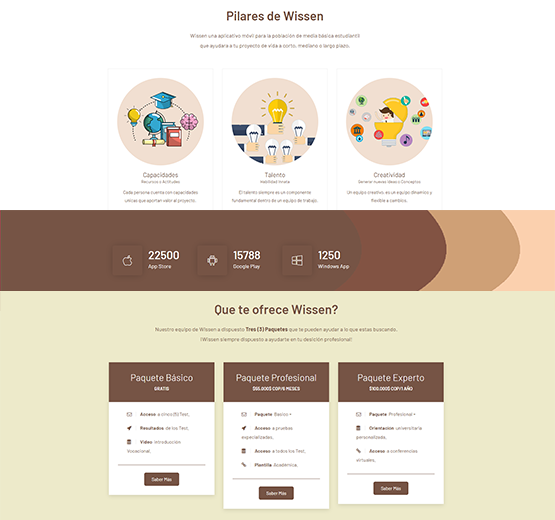 Pilares de Wissen
Wissen una aplicativo móvil para la población de media básica estudiantil
que ayudara a tu proyecto de vida a corto, mediano o largo plazo.
Capacidades
Recursos o Actitudes
Cada persona cuenta con capacidades
únicas que aportan valor al proyecto.
Talento
Habilidad Innata
El talento siempre es un componente
fundamental dentro de un equipo de trabajo.
Creatividad
Generar nuevas ideas o Conceptos
Un equipo creativo, es un equipo dinámico y
flexible a cambios.
22500
App Store
15788
Google Play
1250
Windows App
Que te ofrece Wissen?
Nuestro equipo de Wissen a dispuesto Tres (3) Paquetes que te pueden ayudar a lo que estas buscando.
!Wissen siempre dispuesto a ayudarte en tu desición profesional!
Paquete Básico
GRATIS
Acceso a cinco (5) Test.
Resultados de los Test.
Video Introducción
Vocacional.
Saber Más
Paquete Profesional
$55.000$ COP/6 MESES
Paquete Basico +
Acceso a pruebas
especializadas.
Acceso a todos los Test.
Plantilla Académica.
Saber Más
Paquete Experto
$100.000$ COP/1 AÑO
Paquete Profesional +
Orientacion universitaria
personalizada.
Acceso a conferencias
virtuales.
Saber Más